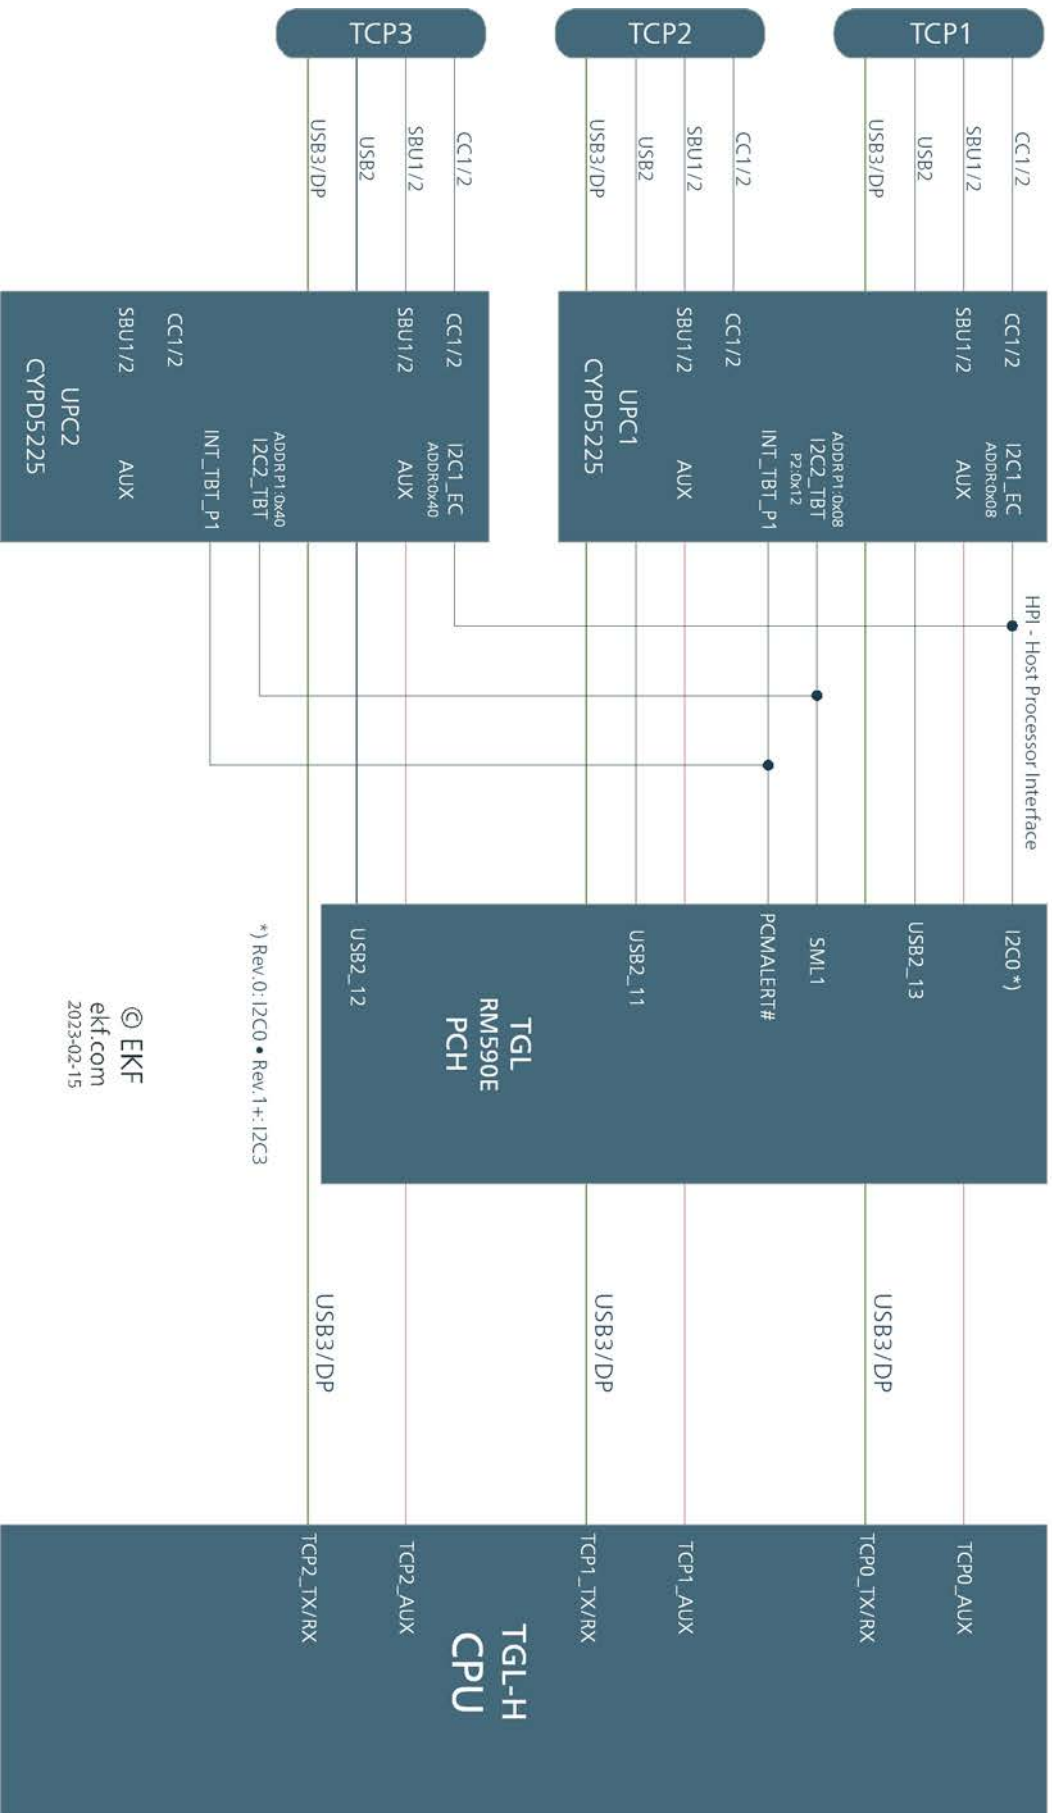 TCP3
TCP2
TCP1
USB3/DP
USB2
SBU1/2
CC1/2
USB3/DP
USB2
SBU1/2
CC1/2
USB3/DP
USB2
SBU1/2
CC1/2
CC1/2
I2C1_EC
ADDR:0x08
SBU1/2
AUX
ADDR P1:0x08
I2C2_TBT
P2:0x12
INT_TBT_P1
CC1/2
SBU1/2
AUX
UPC1
CYPD5225
CC1/2
I2C1_EC
ADDR:0x40
SBU1/2
AUX
ADDR P1:0x40
I2C2_TBT
INT_TBT_P1
CC1/2
SBU1/2
AUX
UPC2
CYPD5225
HPI - Host Processor Interface
I2C0 *)
USB2_13
SML1
PCMALERT#
USB2_11
USB2_12
TGL
RM590E
PCH
*) Rev.0: I2C0 • Rev.1+: I2C3
© EKF
ekf.com
2023-02-15
USB3/DP
USB3/DP
USB3/DP
TCP0_AUX
TCP0_TX/RX
TCP1_AUX
TCP1_TX/RX
TCP2_AUX
TCP2_TX/RX
TGL-H
CPU